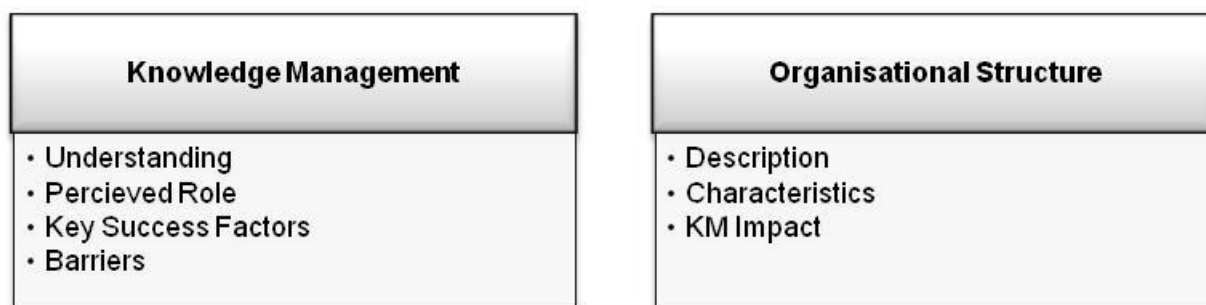 Knowledge Management
• Understanding
• Percieved Role
• Key Success Factors
• Barriers
Organisational Structure
• Description
• Characteristics
• KM Impact